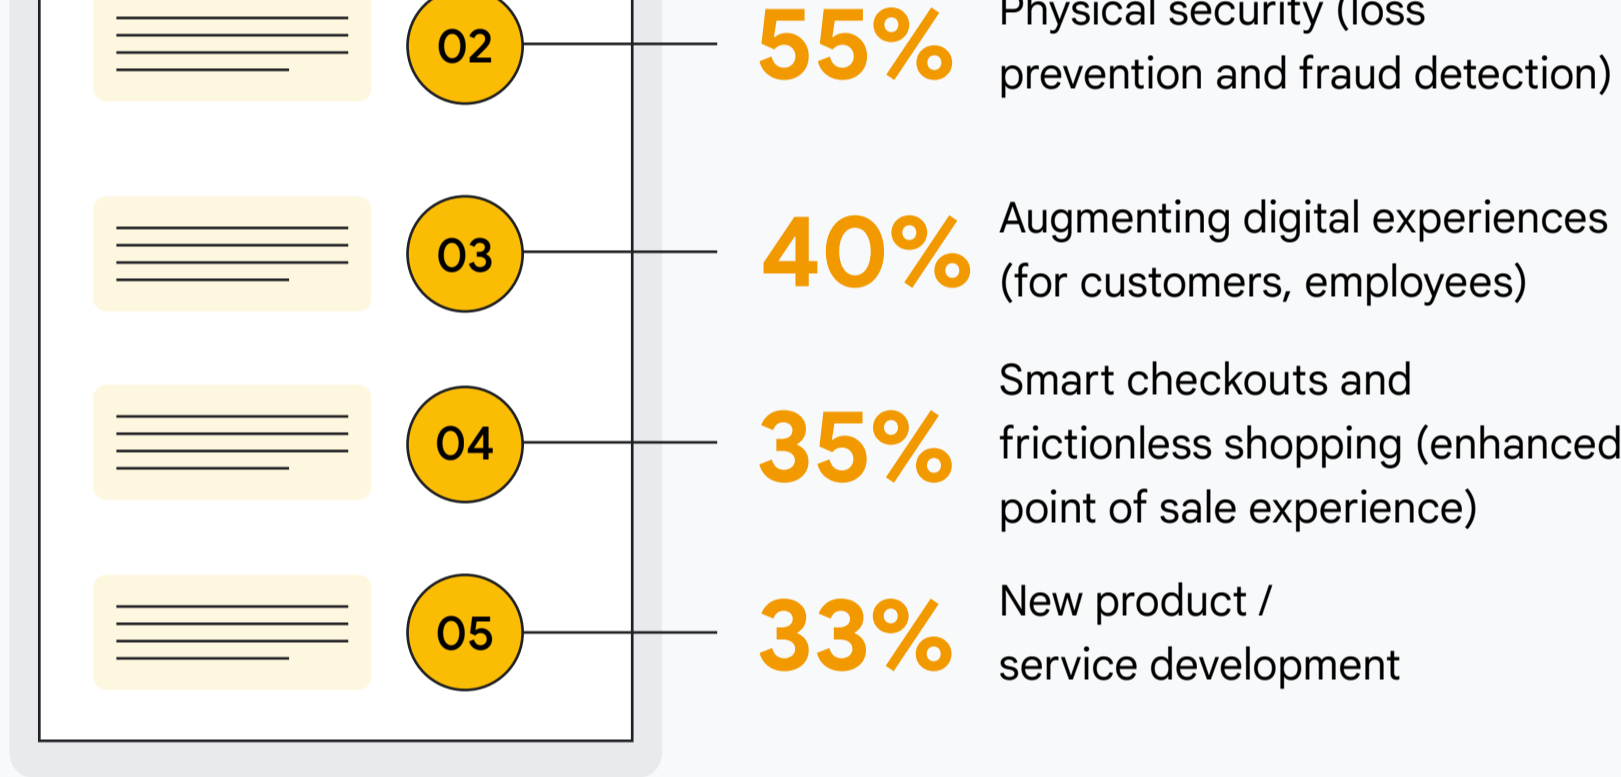 02
55%
Physical security (loss
prevention and fraud detection)
03
40%
Augmenting digital experiences
(for customers, employees)
04
35%
Smart checkouts and
frictionless shopping (enhanced
point of sale experience)
05
33%
New product /
service development